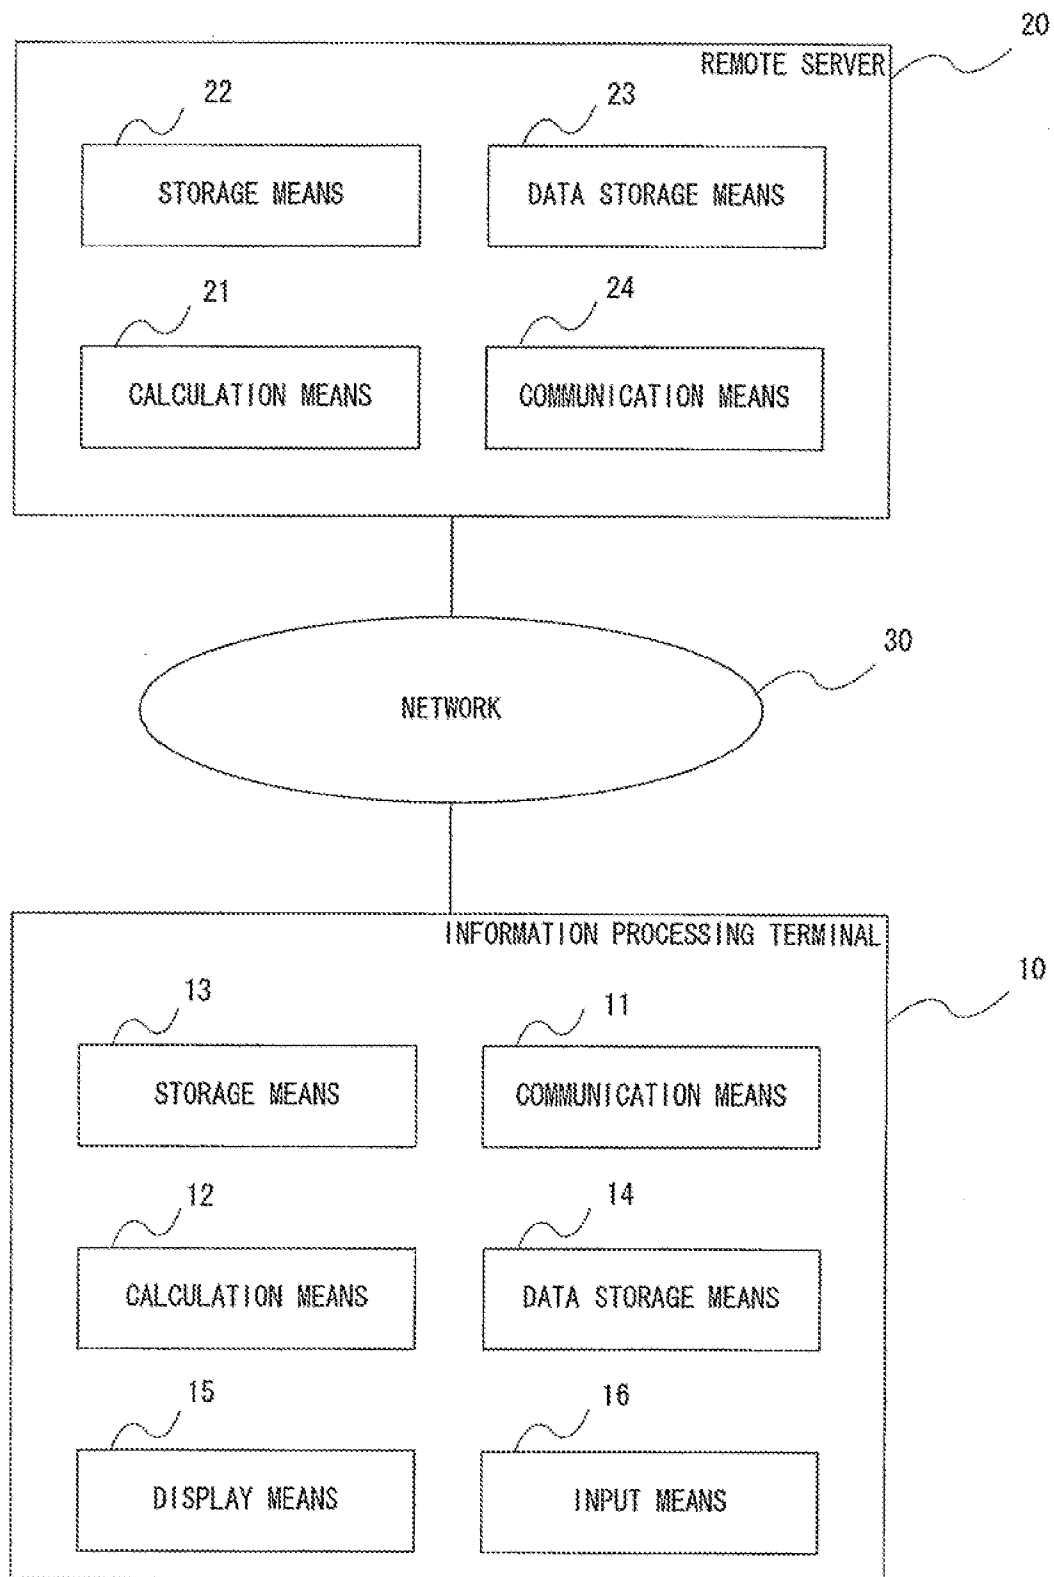 20
REMOTE SERVER
22
23
STORAGE MEANS
DATA STORAGE MEANS
21
24
CALCULATION MEANS
COMMUNICATION MEANS
30
NETWORK
INFORMATION PROCESSING TERMINAL
10
13
11
STORAGE MEANS
COMMUNICATION MEANS
12
14
CALCULATION MEANS
DATA STORAGE MEANS
15
16
DISPLAY MEANS
INPUT MEANS